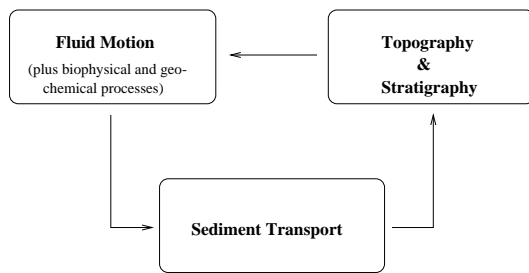 Fluid Motion
(plus biophysical and geo-
chemical processes)
Topography
&
Stratigraphy
Sediment Transport